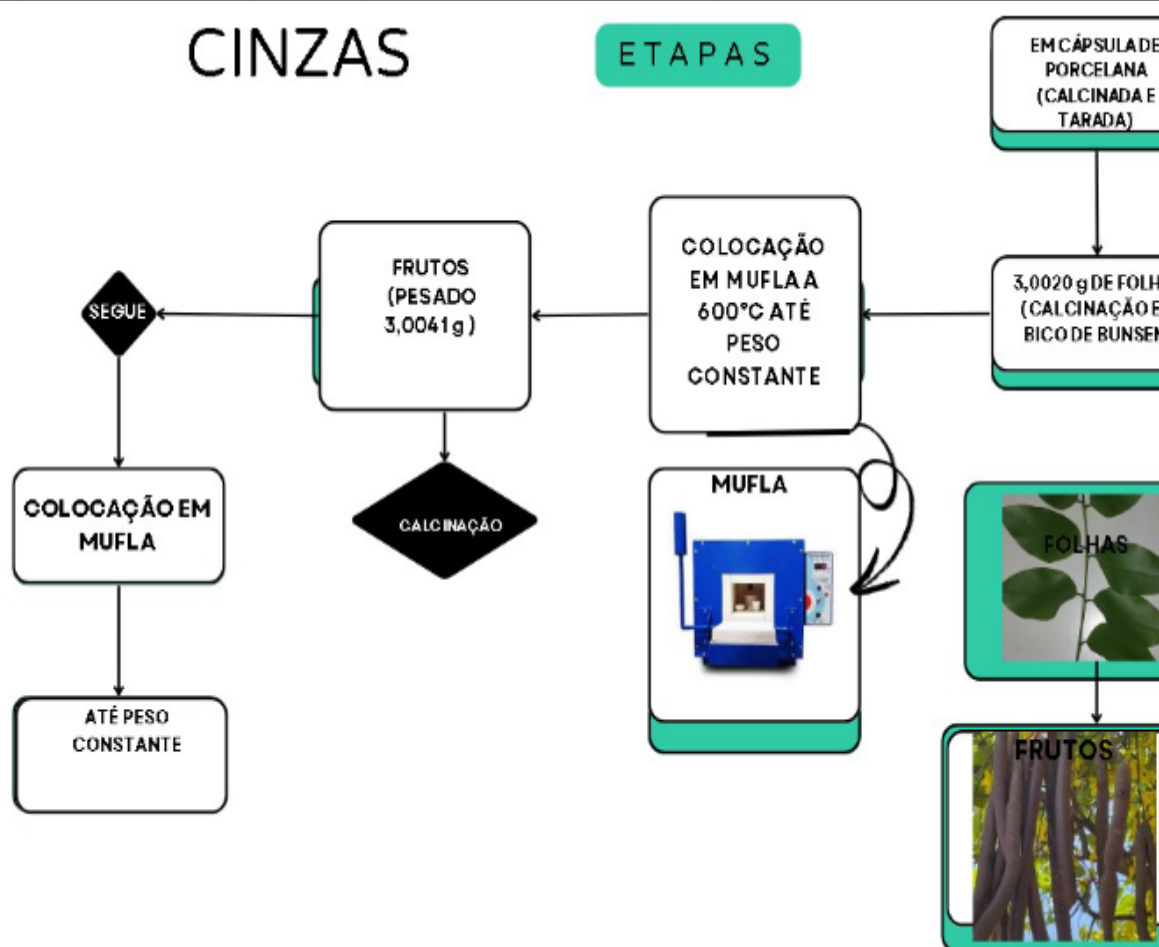 CINZAS
ETAPAS
EM CÁPSULA DE
PORCELANA
(CALCINADA E
TARADA)
3,0020 g DE FOLH
(CALCINAÇÃO E
BICO DE BUNSEN
COLOCAÇÃO
EM MUFLA A
600°C ATÉ
PESO
CONSTANTE
FRUTOS
(PESADO
3,0041 g )
SEGUE
CALCINAÇÃO
COLOCAÇÃO EM
MUFLA
ATÉ PESO
CONSTANTE
MUFLA
FOLHAS
FRUTOS